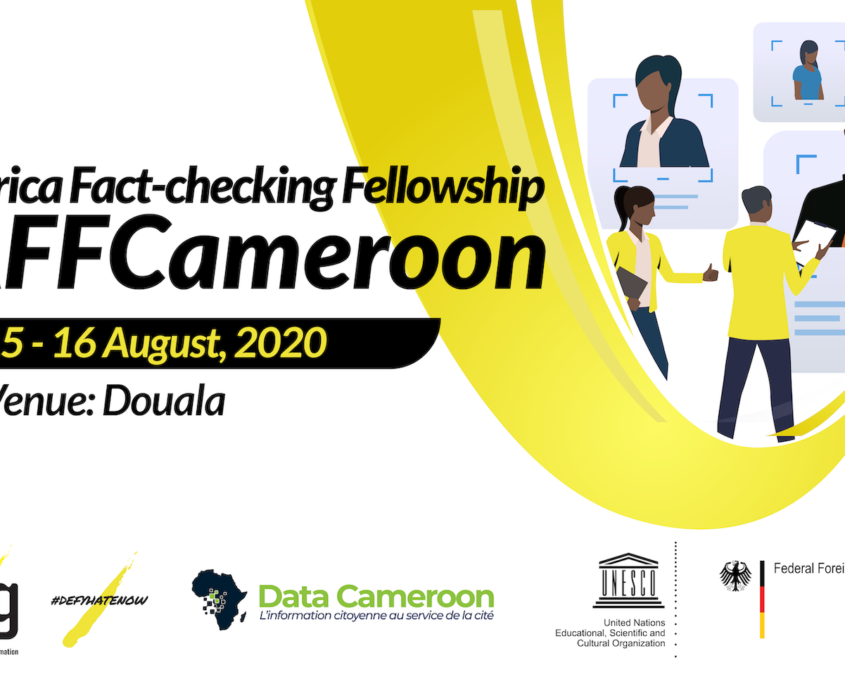 rica Fact-checking Fellowship
FFCameroon
5 - 16 August, 2020
Venue: Douala
g
mation
#DEFYHATENOW
Data Cameroon
L'information citoyenne au service de la cité
UNESCO
United Nations
Educational, Scientific and
Cultural Organization
Federal Forei